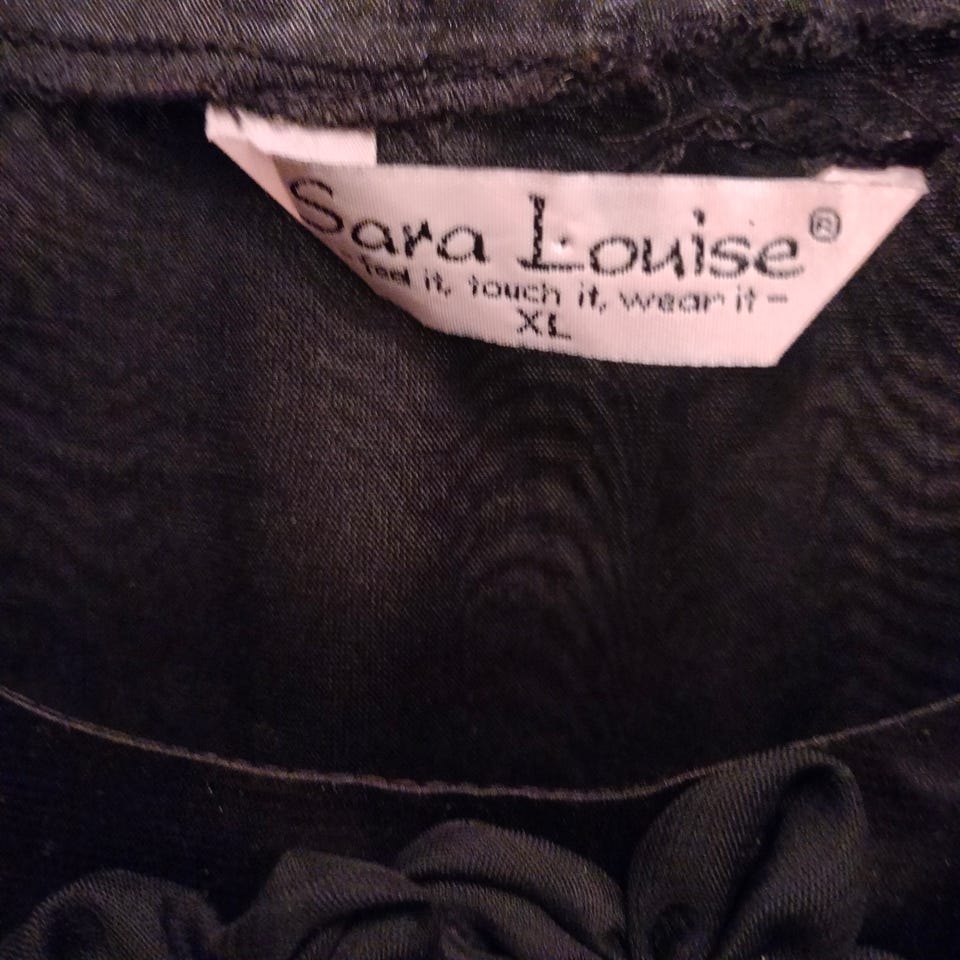 Sara Louise®
- feel it, touch it, wear it -
XL